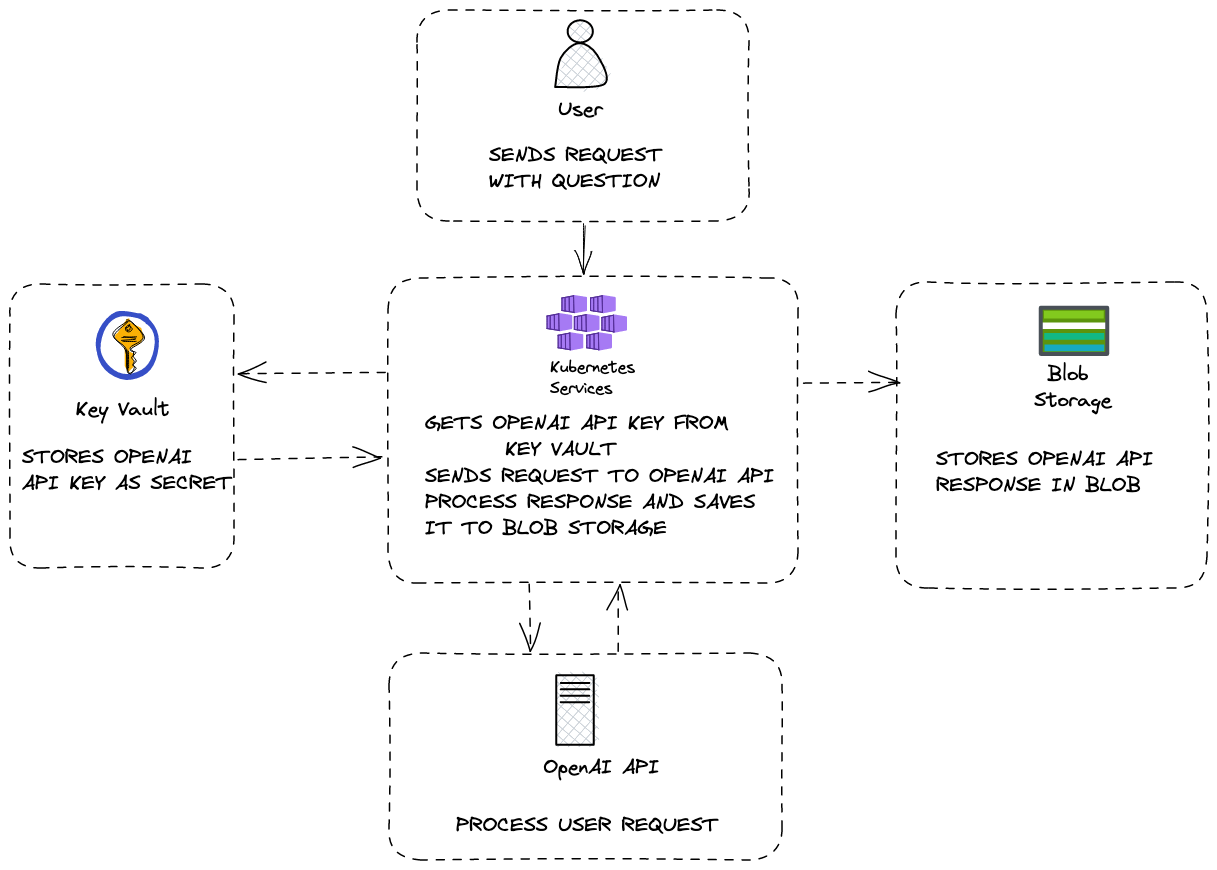 User
SENDS REQUEST
WITH QUESTION
Key Vault
STORES OPENAI
API KEY AS SECRET
Kubernetes
Services
GETS OPENAI API KEY FROM
KEY VAULT
SENDS REQUEST TO OPENAI API
PROCESS RESPONSE AND SAVES
IT TO BLOB STORAGE
Blob
Storage
STORES OPENAI API
RESPONSE IN BLOB
OpenAI API
PROCESS USER REQUEST